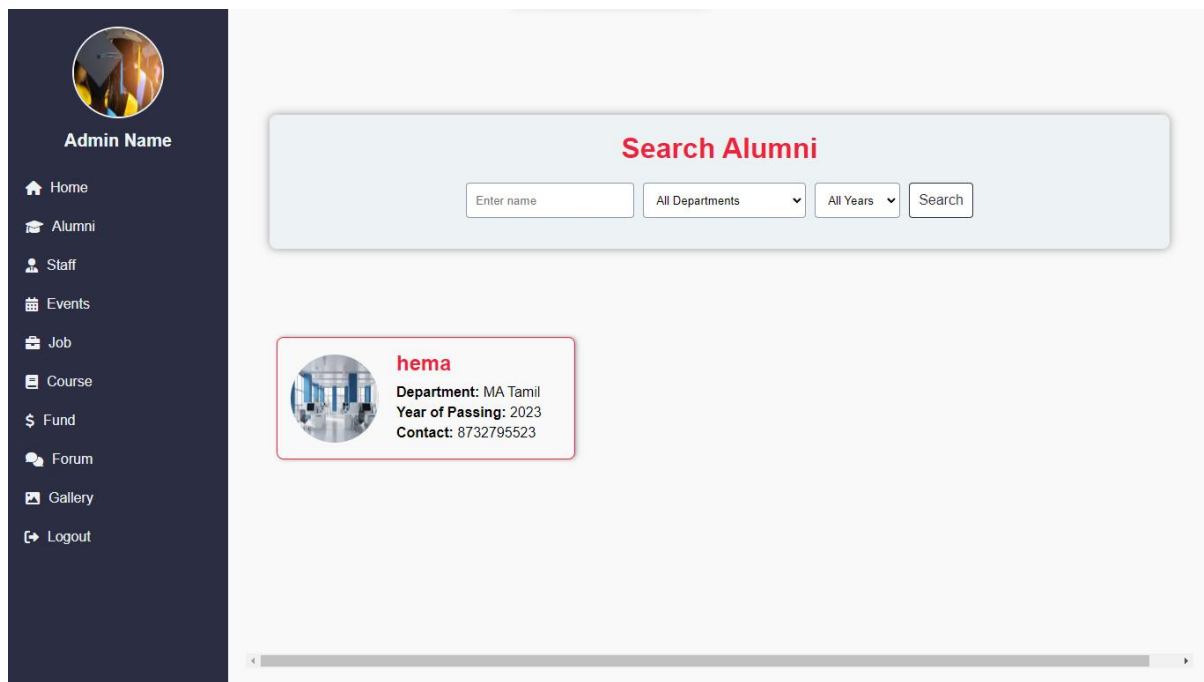 Admin Name
Home
Alumni
Staff
Events
Job
Course
Fund
Forum
Gallery
Logout
Search Alumni
Enter name All Departments All Years Search
hema
Department: MA Tamil
Year of Passing: 2023
Contact: 8732795523